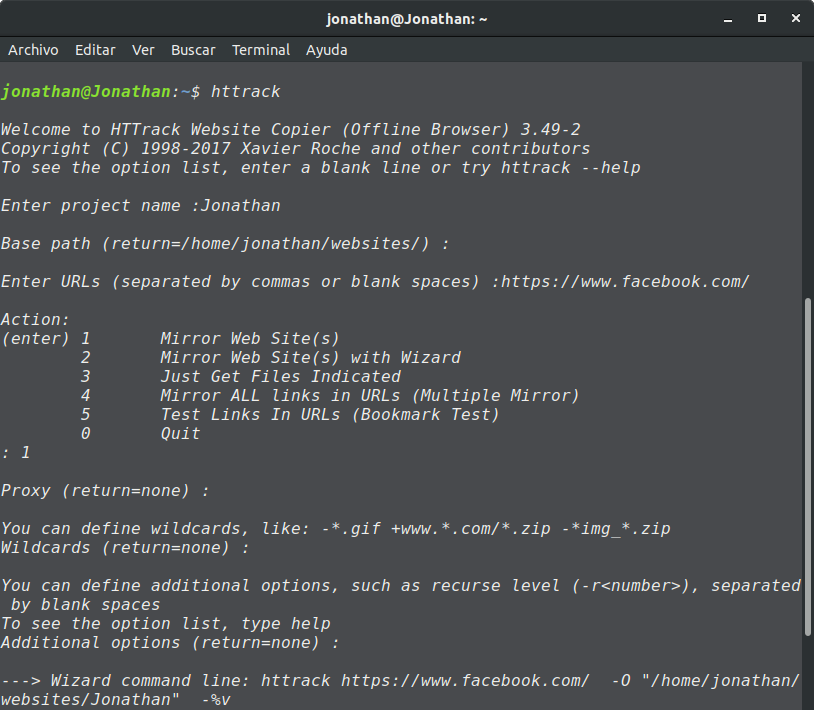 jonathan@Jonathan: ~
Archivo Editar Ver Buscar Terminal Ayuda
jonathan@Jonathan:~$ httrack
Welcome to HTTrack Website Copier (Offline Browser) 3.49-2
Copyright (C) 1998-2017 Xavier Roche and other contributors
To see the option list, enter a blank line or try httrack --help
Enter project name :Jonathan
Base path (return=/home/jonathan/websites/) :
Enter URLs (separated by commas or blank spaces) :https://www.facebook.com/
Action:
(enter) 1 Mirror Web Site(s)
2 Mirror Web Site(s) with Wizard
3 Just Get Files Indicated
4 Mirror ALL links in URLs (Multiple Mirror)
5 Test Links In URLs (Bookmark Test)
0 Quit
: 1
Proxy (return=none) :
You can define wildcards, like: -*.gif +www.*.com/*.zip -*img_*.zip
Wildcards (return=none) :
You can define additional options, such as recurse level (-r<number>), separated
by blank spaces
To see the option list, type help
Additional options (return=none) :
---> Wizard command line: httrack https://www.facebook.com/ -O "/home/jonathan/
websites/Jonathan" -%v